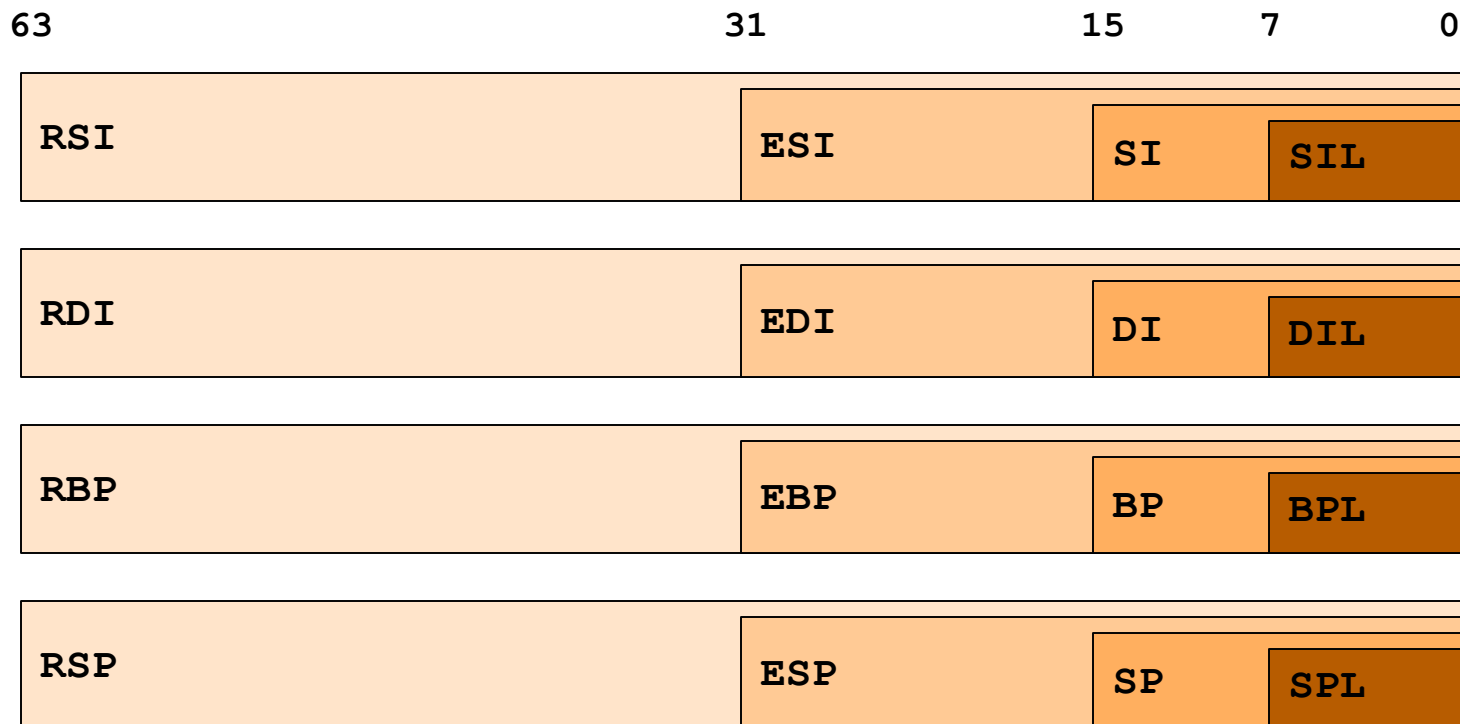 63 31 15 7 0
RSI ESI SI SIL
RDI EDI DI DIL
RBP EBP BP BPL
RSP ESP SP SPL